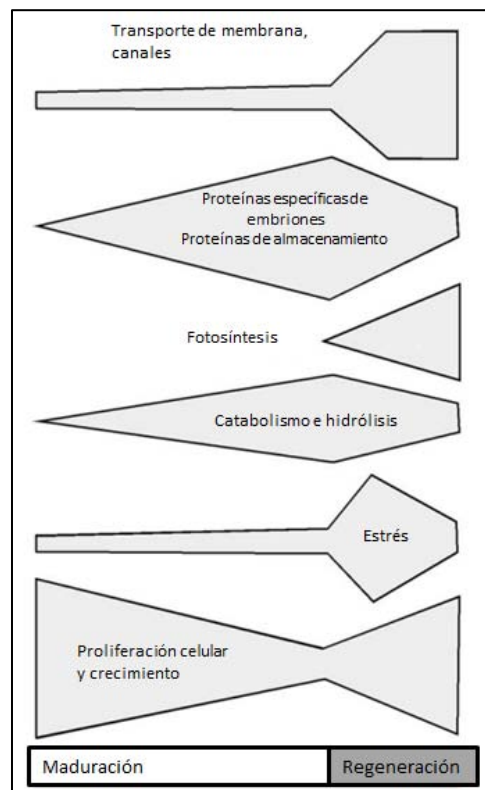 Transporte de membrana,
canales
Proteínas específicas de
embriones
Proteínas de almacenamiento
Fotosíntesis
Catabolismo e hidrólisis
Estrés
Proliferación celular
y crecimiento
Maduración
Regeneración